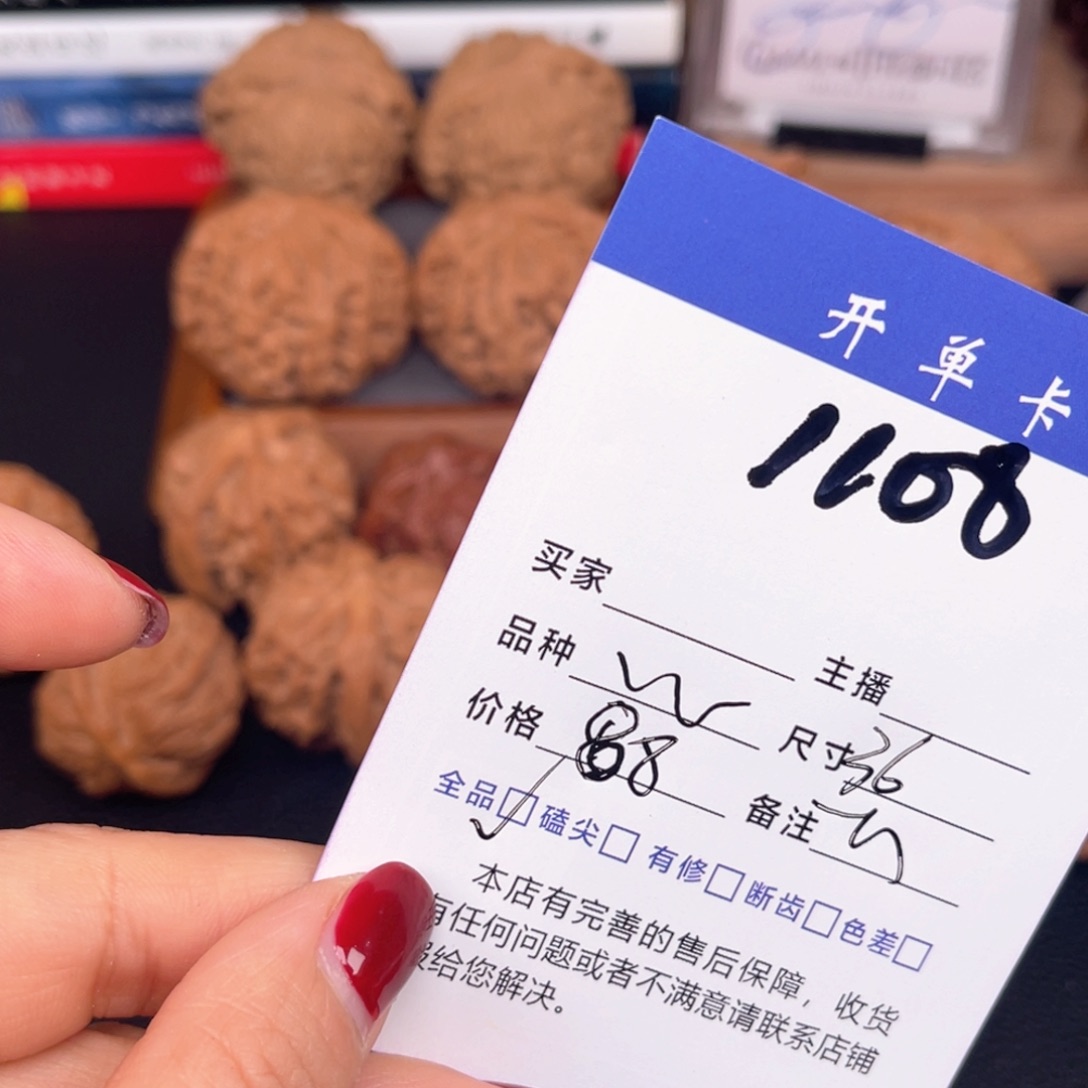 开单卡
1108
买家
主播
品种
尺寸 36
价格 88
备注
全品 磕尖 有修 断齿 色差
本店有完善的售后保障，收货
有任何问题或者不满意请联系店铺
给您解决。